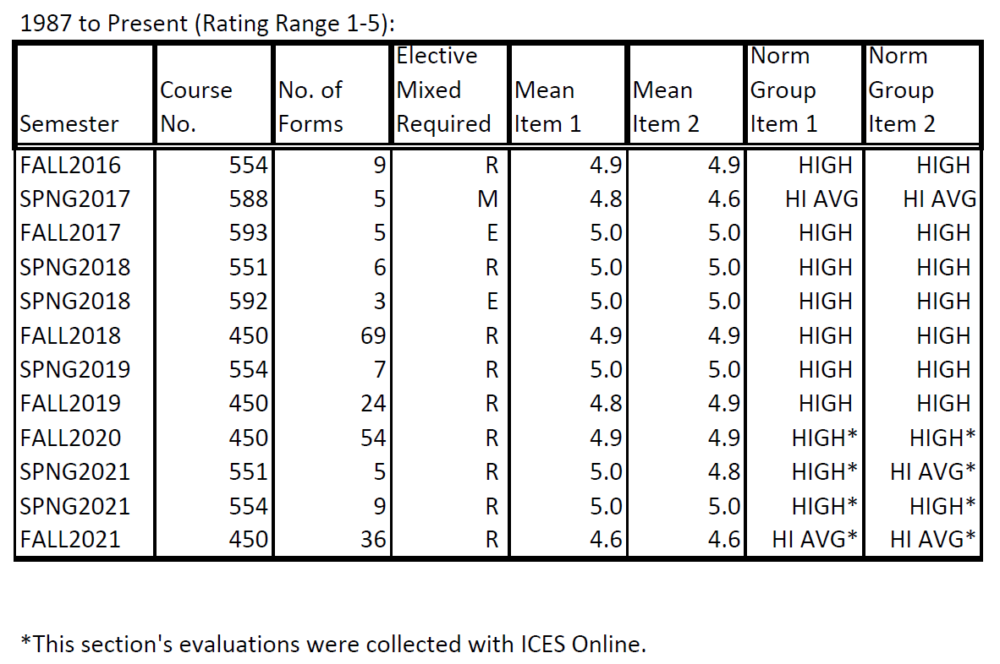 1987 to Present (Rating Range 1-5):
Semester Course No. No. of Forms Elective Mixed Required Mean Item 1 Mean Item 2 Norm Group Item 1 Norm Group Item 2
FALL2016 554 9 R 4.9 4.9 HIGH HIGH
SPNG2017 588 5 M 4.8 4.6 HI AVG HI AVG
FALL2017 593 5 E 5.0 5.0 HIGH HIGH
SPNG2018 551 6 R 5.0 5.0 HIGH HIGH
SPNG2018 592 3 E 5.0 5.0 HIGH HIGH
FALL2018 450 69 R 4.9 4.9 HIGH HIGH
SPNG2019 554 7 R 5.0 5.0 HIGH HIGH
FALL2019 450 24 R 4.8 4.9 HIGH HIGH
FALL2020 450 54 R 4.9 4.9 HIGH* HIGH*
SPNG2021 551 5 R 5.0 4.8 HIGH* HI AVG*
SPNG2021 554 9 R 5.0 5.0 HIGH* HIGH*
FALL2021 450 36 R 4.6 4.6 HI AVG* HI AVG*
*This section's evaluations were collected with ICES Online.